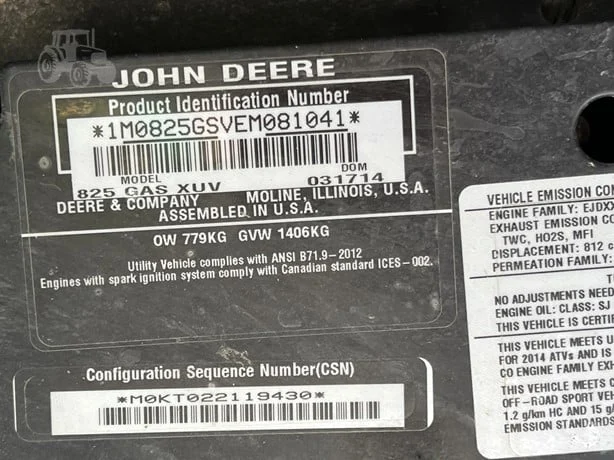 JOHN DEERE
Product Identification Number
*1M0825GSVEM081041*
MODEL DOM
825 GAS XUV 031714
DEERE & COMPANY MOLINE, ILLINOIS, U.S.A.
ASSEMBLED IN U.S.A.
OW 779KG GVW 1406KG
Utility Vehicle complies with ANSI B71.9-2012
Engines with spark ignition system comply with Canadian standard ICES-002.
Configuration Sequence Number(CSN)
*M0KT022119430*
VEHICLE EMISSION CO
ENGINE FAMILY: EJDXX
EXHAUST EMISSION CO
TWC, HO2S, MFI
DISPLACEMENT: 812 c
PERMEATION FAMILY:
NO ADJUSTMENTS NEED
ENGINE OIL: CLASS: SJ
THIS VEHICLE IS CERTI
THIS VEHICLE MEETS U
FOR 2014 ATVs AND IS
CO ENGINE FAMILY EXH
THIS VEHICLE MEETS
OFF-ROAD SPORT VEH
1.2 g/km HC AND 15 g/
EMISSION STANDARDS